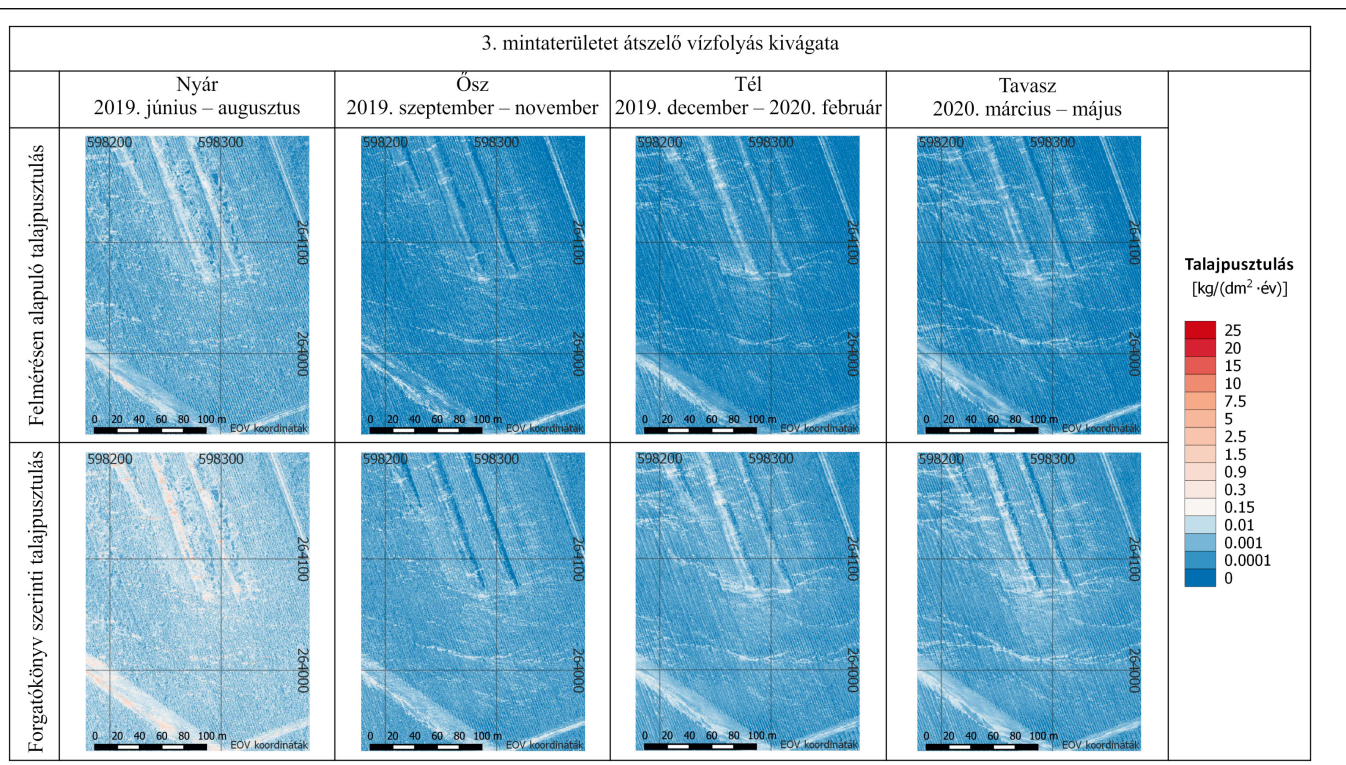 3. mintaterületet átszelő vízfolyás kivágata
Nyár
2019. június – augusztus
Ősz
2019. szeptember – november
Tél
2019. december – 2020. február
Tavasz
2020. március – május
Felmérésen alapuló talajpusztulás
598200 598300
264100
264000
0 20 40 60 80 100 m
EOV koordináták
598200 598300
264100
264000
0 20 40 60 80 100 m
EOV koordináták
598200 598300
264100
264000
0 20 40 60 80 100 m
EOV koordináták
598200 598300
264100
264000
0 20 40 60 80 100 m
EOV koordináták
Forgatókönyv szerinti talajpusztulás
598200 598300
264100
264000
0 20 40 60 80 100 m
EOV koordináták
598200 598300
264100
264000
0 20 40 60 80 100 m
EOV koordináták
598200 598300
264100
264000
0 20 40 60 80 100 m
EOV koordináták
598200 598300
264100
264000
0 20 40 60 80 100 m
EOV koordináták
Talajpusztulás
[kg/(dm² ·év)]
25
20
15
10
7.5
5
2.5
1.5
0.9
0.3
0.15
0.01
0.001
0.0001
0